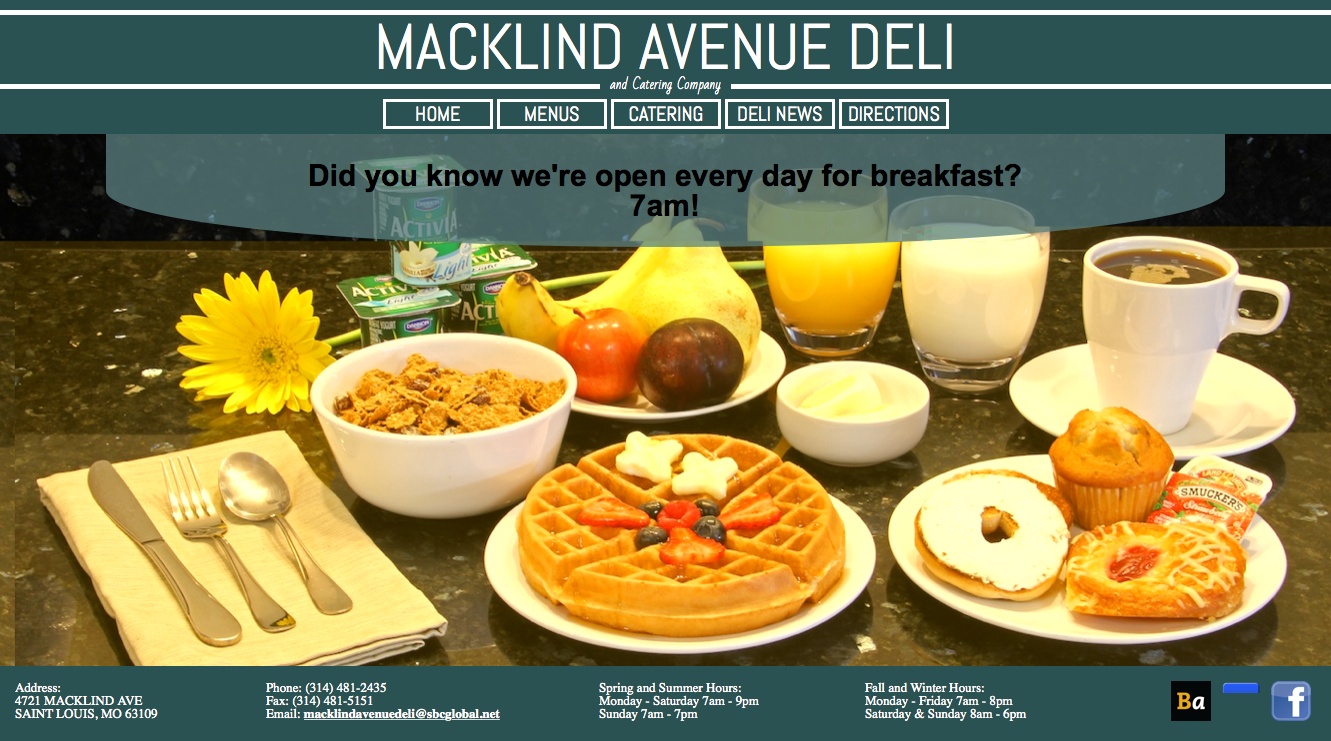 MACKLIND AVENUE DELI
and Catering Company
HOME MENUS CATERING DELI NEWS DIRECTIONS
Did you know we're open every day for breakfast?
7am!
ACTIVIA
Light
ACTIVIA
Light
DANNON
SMUCKER'S
Address:
4721 MACKLIND AVE
SAINT LOUIS, MO 63109
Phone: (314) 481-2435
Fax: (314) 481-5151
Email: macklindavenuedeli@sbcglobal.net
Spring and Summer Hours:
Monday - Saturday 7am - 9pm
Sunday 7am - 7pm
Fall and Winter Hours:
Monday - Friday 7am - 8pm
Saturday & Sunday 8am - 6pm
Ba
f